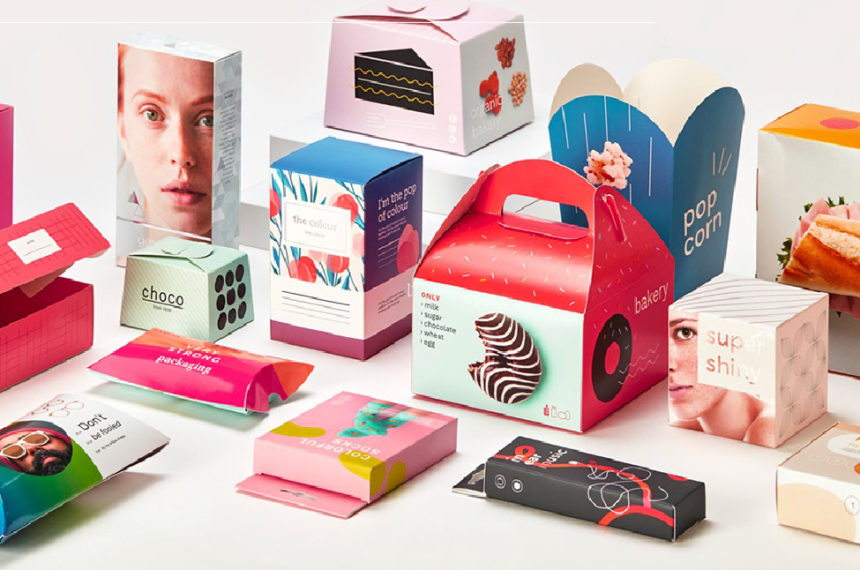 organic
bakery
the colour
I'm the pop
of colour
pop
corn
choco
ONLY
› milk
› sugar
› chocolate
› wheat
› egg
bakery
super
shiny
VERY
STRONG
packaging
Don't
be fooled
COLORFUL
SOCKS
music